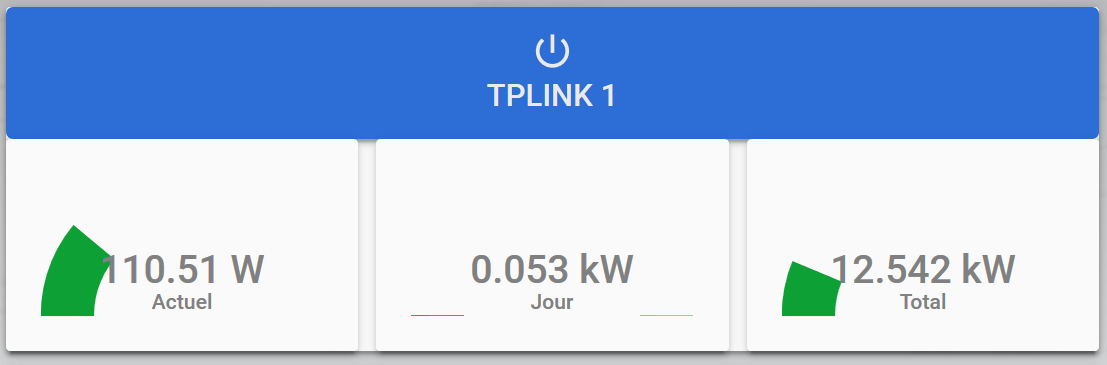 TPLINK 1
110.51 W
Actuel
0.053 kW
Jour
12.542 kW
Total